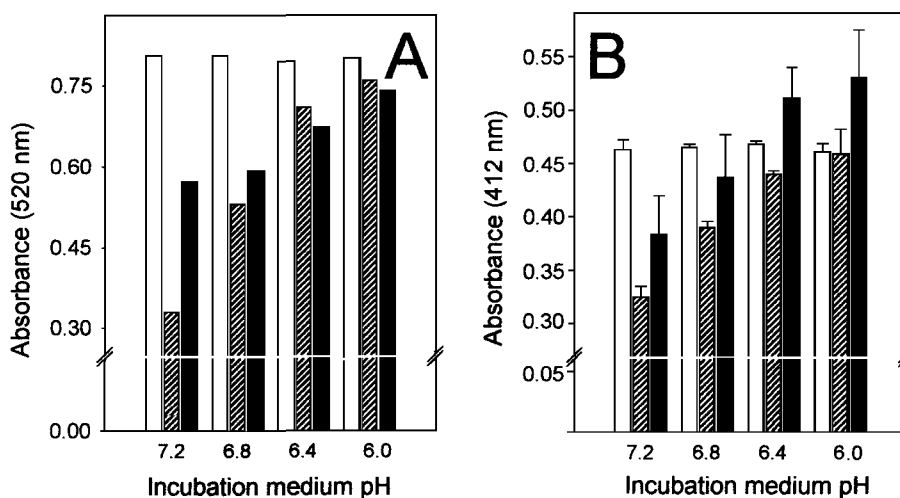 A
Absorbance (520 nm)
0.75
0.60
0.45
0.30
0.00
7.2 6.8 6.4 6.0
Incubation medium pH
B
Absorbance (412 nm)
0.55
0.50
0.45
0.40
0.35
0.30
0.05
7.2 6.8 6.4 6.0
Incubation medium pH